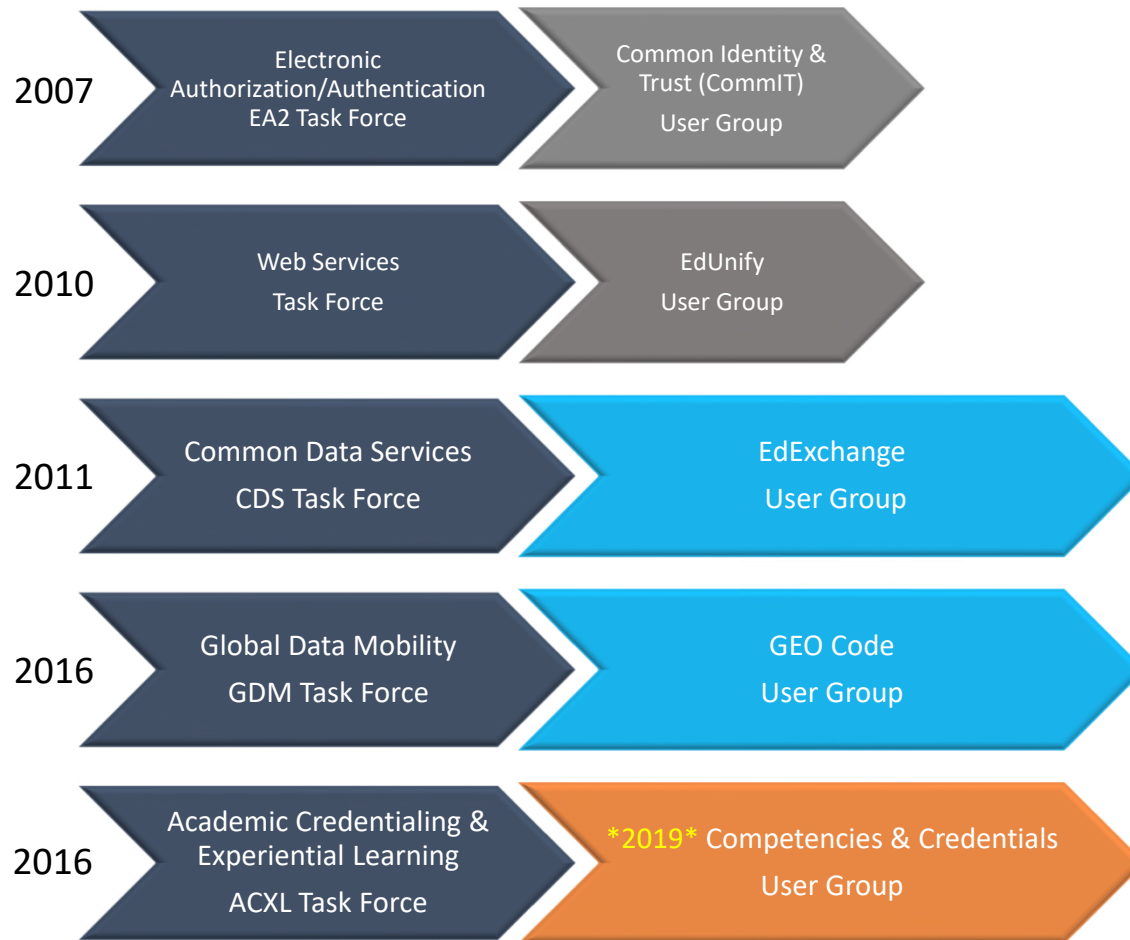 2007
Electronic
Authorization/Authentication
EA2 Task Force
Common Identity &
Trust (CommIT)
User Group
2010
Web Services
Task Force
EdUnify
User Group
2011
Common Data Services
CDS Task Force
EdExchange
User Group
2016
Global Data Mobility
GDM Task Force
GEO Code
User Group
2016
Academic Credentialing &
Experiential Learning
ACXL Task Force
*2019* Competencies & Credentials
User Group